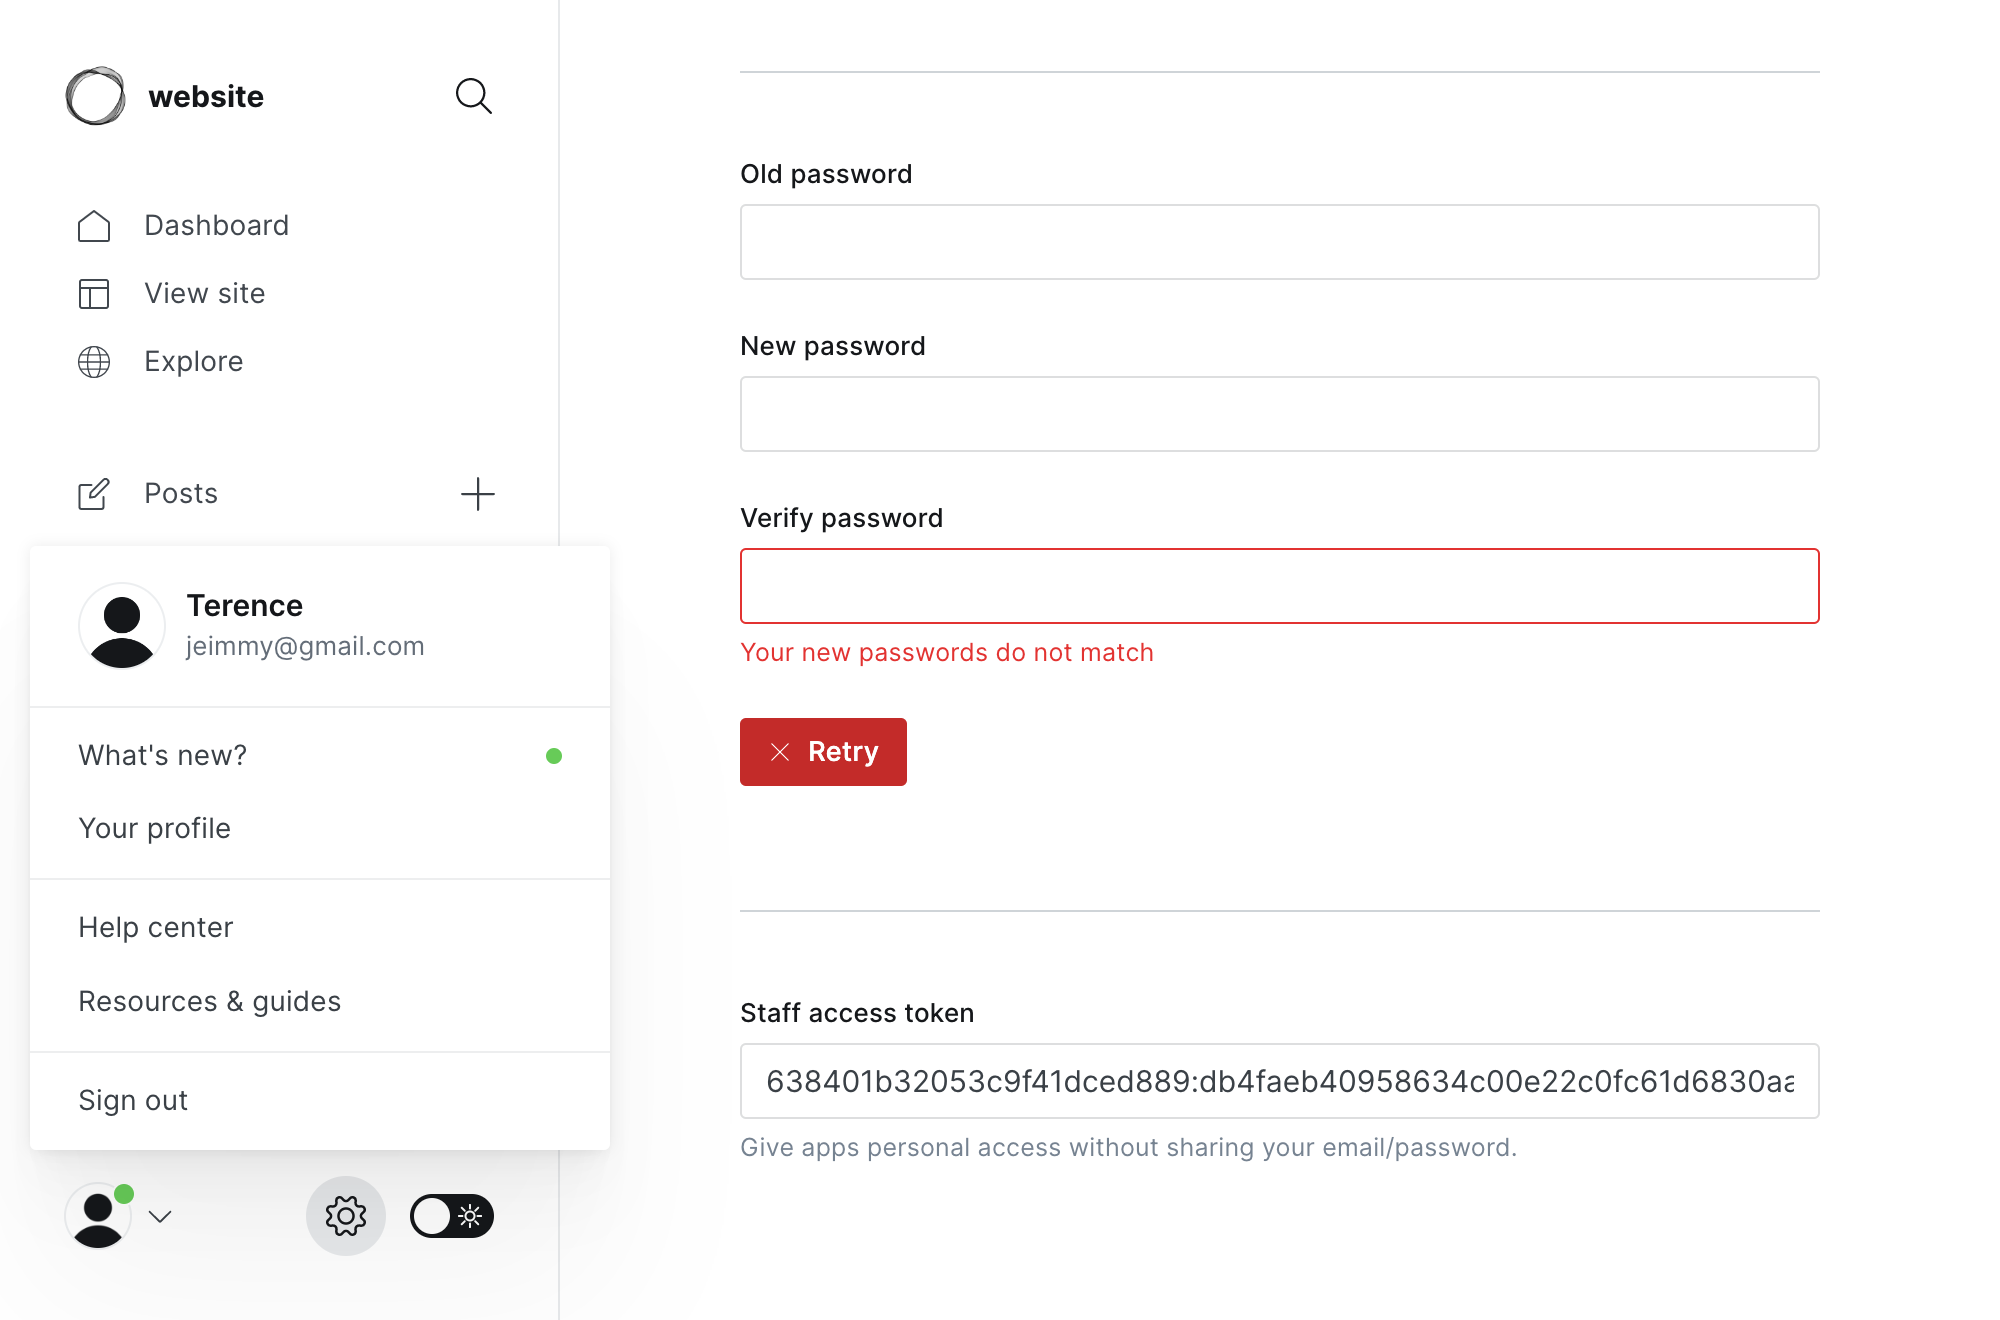 website
Dashboard
View site
Explore
Posts
Terence
jeimmy@gmail.com
What's new?
Your profile
Help center
Resources & guides
Sign out
Old password
New password
Verify password
Your new passwords do not match
Retry
Staff access token
638401b32053c9f41dced889:db4faeb40958634c00e22c0fc61d6830aa
Give apps personal access without sharing your email/password.